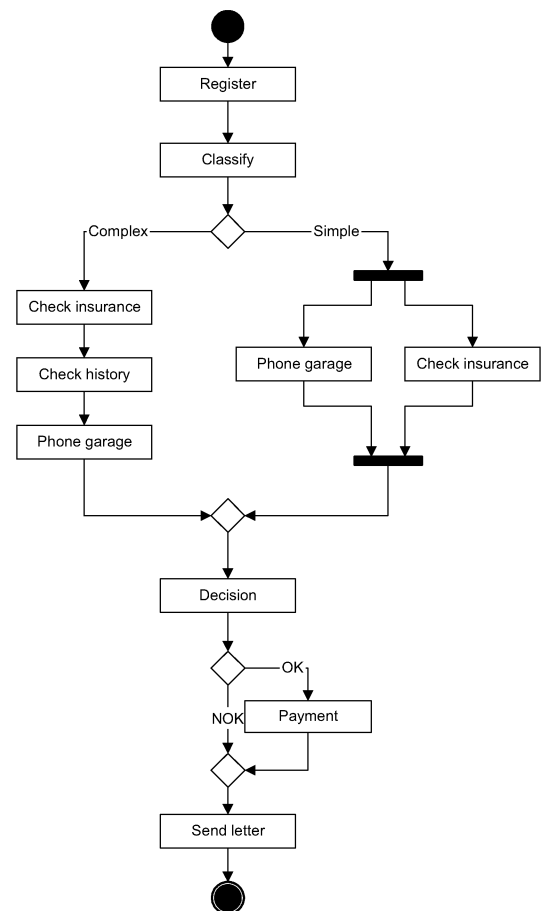 Register
Classify
Complex
Simple
Check insurance
Phone garage
Check insurance
Check history
Phone garage
Decision
OK
NOK
Payment
Send letter